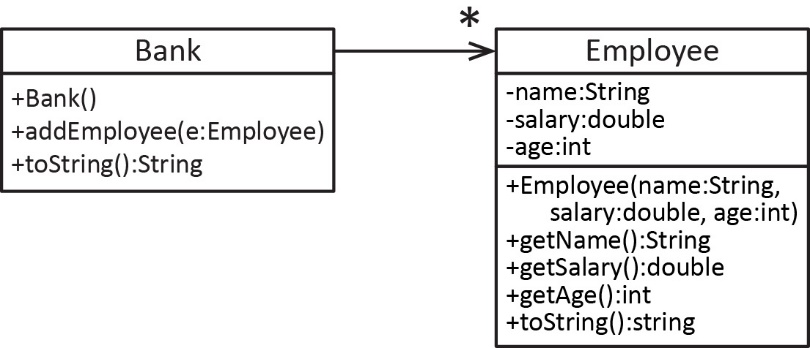 Bank
+Bank()
+addEmployee(e:Employee)
+toString():String
*
Employee
-name:String
-salary:double
-age:int
+Employee(name:String,
salary:double, age:int)
+getName():String
+getSalary():double
+getAge():int
+toString():string